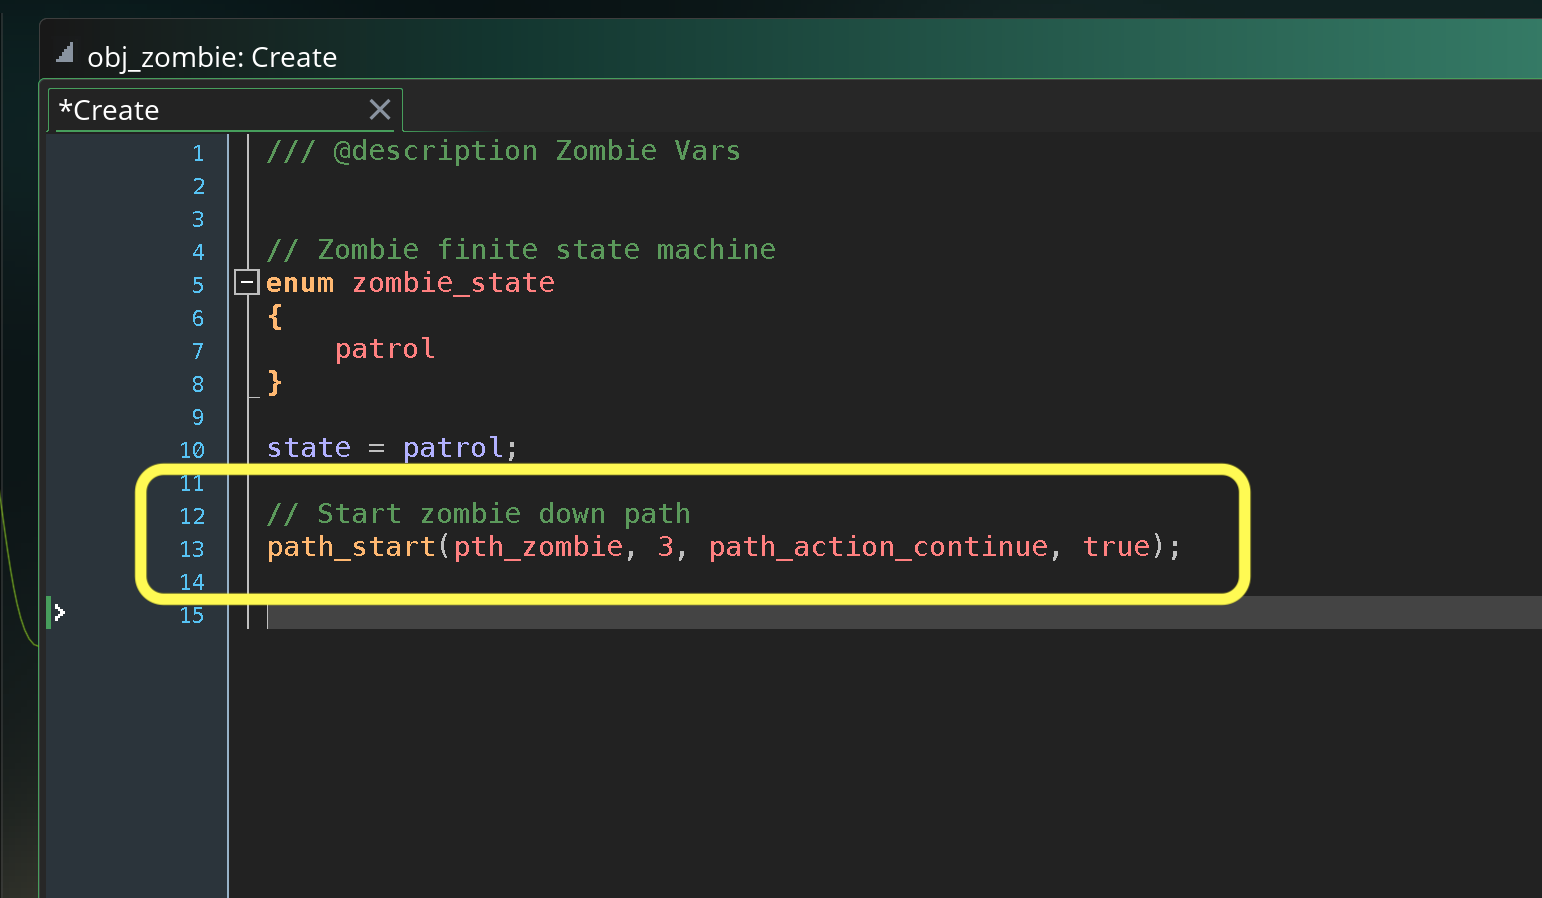 obj_zombie: Create
*Create
1 /// @description Zombie Vars
2
3
4 // Zombie finite state machine
5 enum zombie_state
6 {
7 patrol
8 }
9
10 state = patrol;
11
12 // Start zombie down path
13 path_start(pth_zombie, 3, path_action_continue, true);
14
15